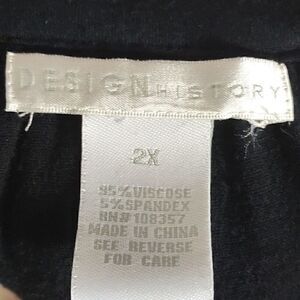 DESIGN HISTORY
2X
95% VISCOSE
5% SPANDEX
RN# 108357
MADE IN CHINA
SEE REVERSE
FOR CARE